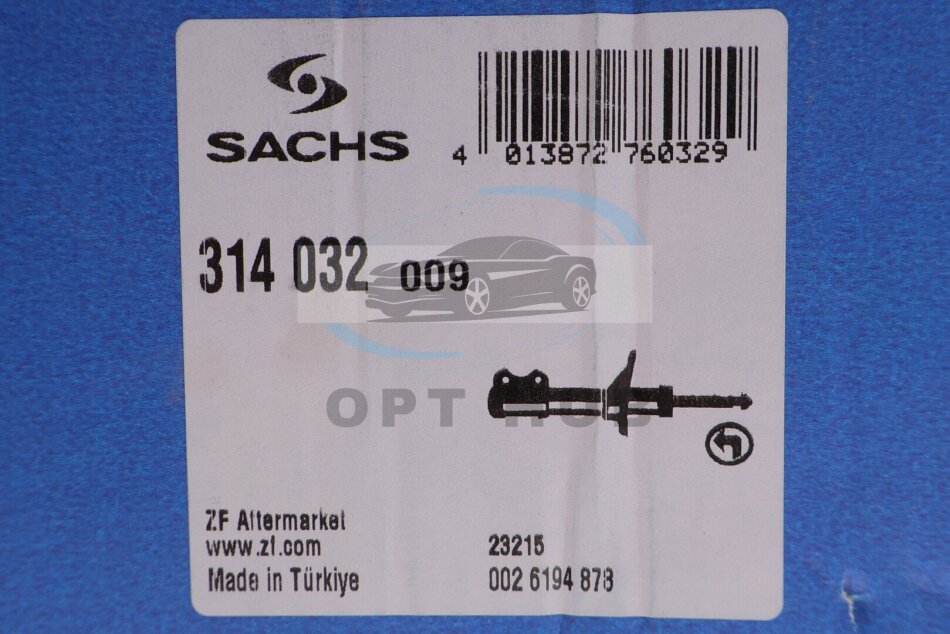 SACHS
4 013872 760329
314 032 009
OPT HUB
ZF Aftermarket
www.zf.com
Made in Türkiye
23215
002 6194 878